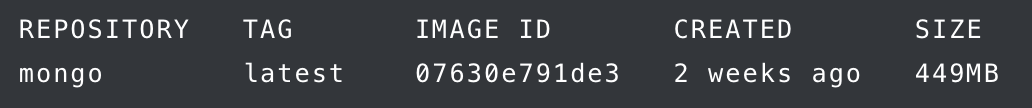 REPOSITORY TAG IMAGE ID CREATED SIZE
mongo latest 07630e791de3 2 weeks ago 449MB